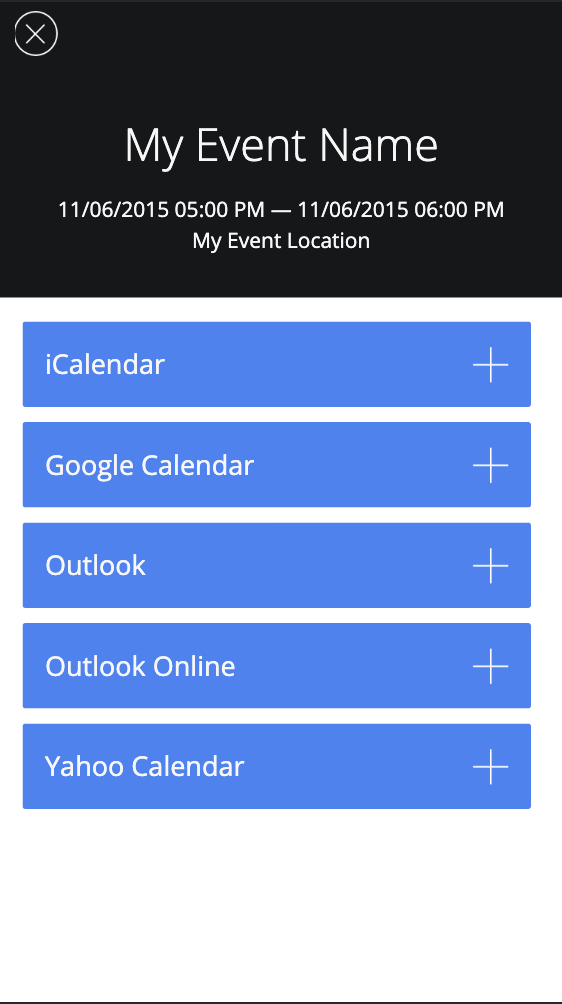 My Event Name
11/06/2015 05:00 PM — 11/06/2015 06:00 PM
My Event Location
iCalendar
Google Calendar
Outlook
Outlook Online
Yahoo Calendar